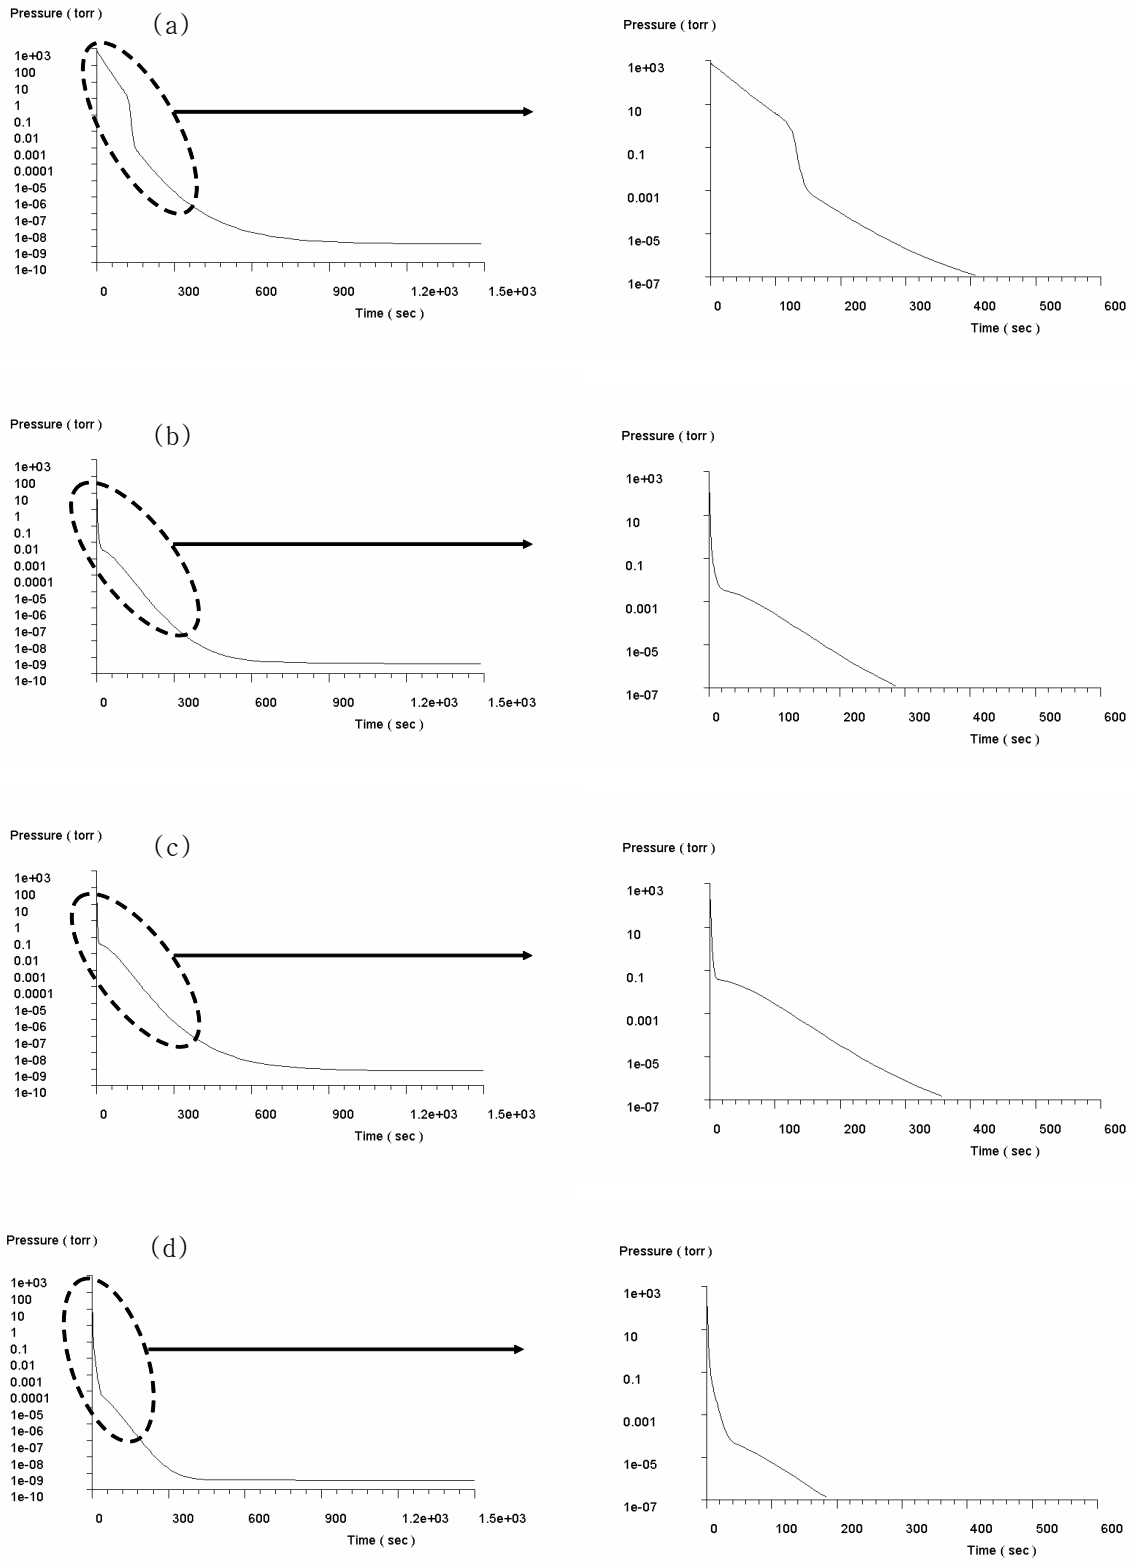 Pressure ( torr )
(a)
1e+03
100
10
1
0.1
0.01
0.001
0.0001
1e-05
1e-06
1e-07
1e-08
1e-09
1e-10
0 300 600 900 1.2e+03 1.5e+03
Time ( sec )
Pressure ( torr )
1e+03
10
0.1
0.001
1e-05
1e-07
0 100 200 300 400 500 600
Time ( sec )
Pressure ( torr )
(b)
1e+03
100
10
1
0.1
0.01
0.001
0.0001
1e-05
1e-06
1e-07
1e-08
1e-09
1e-10
0 300 600 900 1.2e+03 1.5e+03
Time ( sec )
Pressure ( torr )
1e+03
10
0.1
0.001
1e-05
1e-07
0 100 200 300 400 500 600
Time ( sec )
Pressure ( torr )
(c)
1e+03
100
10
1
0.1
0.01
0.001
0.0001
1e-05
1e-06
1e-07
1e-08
1e-09
1e-10
0 300 600 900 1.2e+03 1.5e+03
Time ( sec )
Pressure ( torr )
1e+03
10
0.1
0.001
1e-05
1e-07
0 100 200 300 400 500 600
Time ( sec )
Pressure ( torr )
(d)
1e+03
100
10
1
0.1
0.01
0.001
0.0001
1e-05
1e-06
1e-07
1e-08
1e-09
1e-10
0 300 600 900 1.2e+03 1.5e+03
Time ( sec )
Pressure ( torr )
1e+03
10
0.1
0.001
1e-05
1e-07
0 100 200 300 400 500 600
Time ( sec )